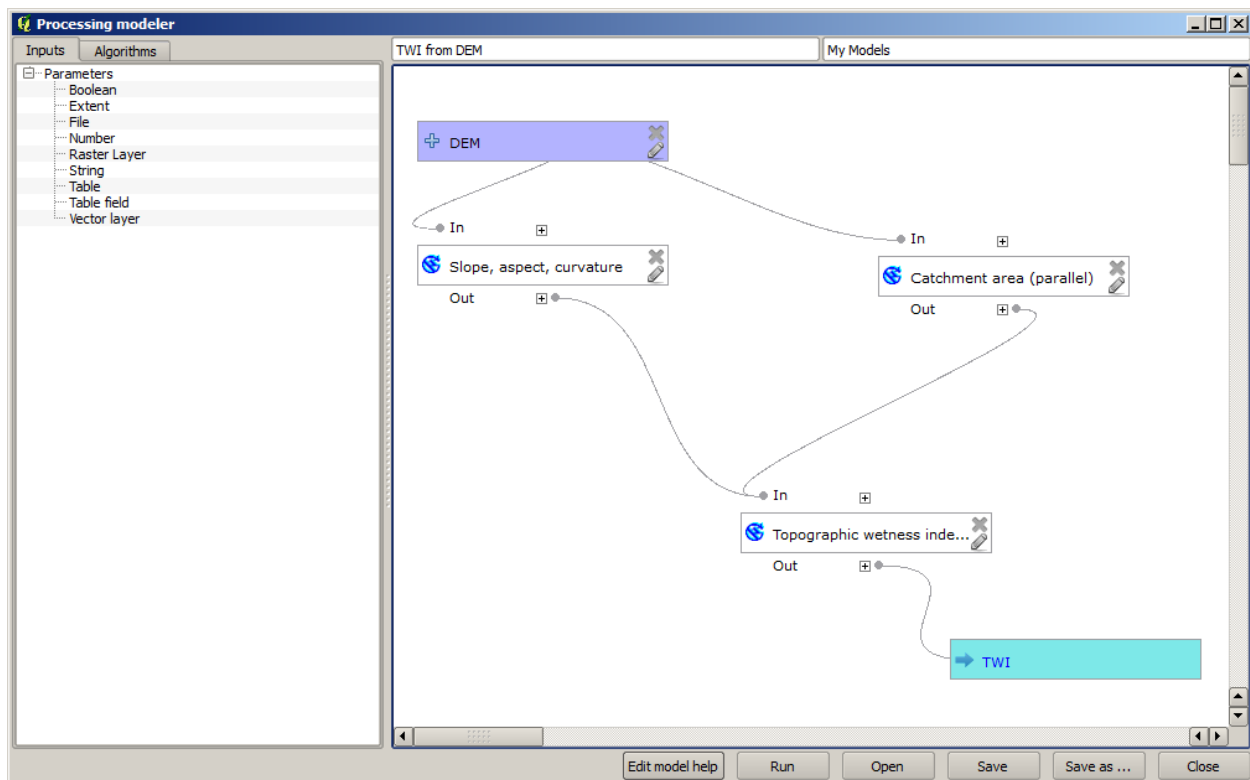 Processing modeler
Inputs
Algorithms
TWI from DEM
My Models
Parameters
Boolean
Extent
File
Number
Raster Layer
String
Table
Table field
Vector layer
DEM
In
Slope, aspect, curvature
Out
In
Catchment area (parallel)
Out
In
Topographic wetness inde...
Out
TWI
Edit model help
Run
Open
Save
Save as ...
Close